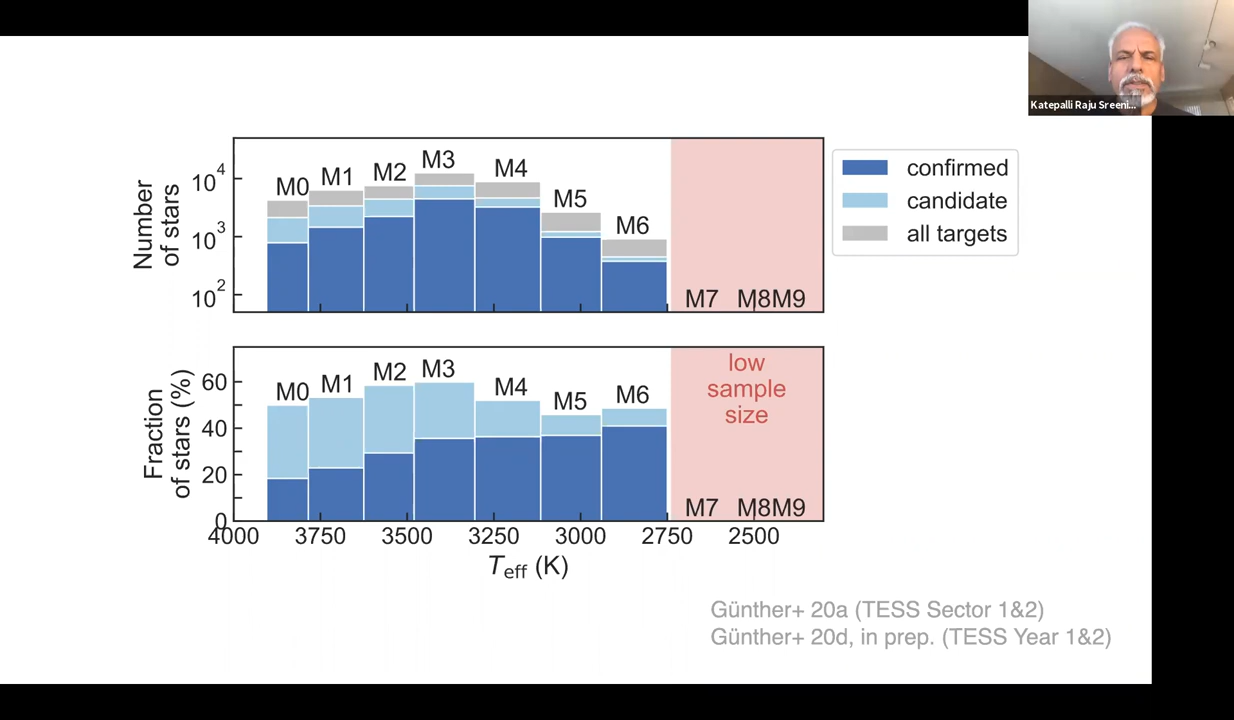 Katepalli Raju Sreeni...
Number
of stars
10^4
10^3
10^2
M0
M1
M2
M3
M4
M5
M6
M7
M8
M9
confirmed
candidate
all targets
Fraction
of stars (%)
60
40
20
0
M0
M1
M2
M3
M4
M5
M6
low
sample
size
M7
M8
M9
4000
3750
3500
3250
3000
2750
2500
T_eff (K)
Günther+ 20a (TESS Sector 1&2)
Günther+ 20d, in prep. (TESS Year 1&2)